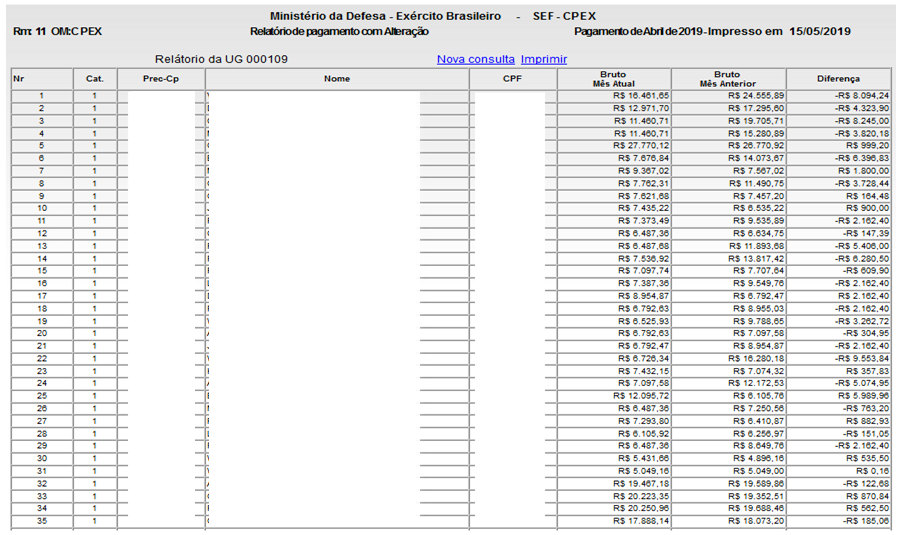 Ministério da Defesa - Exército Brasileiro - SEF - CPEX
Rm: 11 OM:CPEX Relatório de pagamento com Alteração Pagamento de Abril de 2019 - Impresso em 15/05/2019
Relátorio da UG 000109 Nova consulta Imprimir
Nr Cat. Prec-Cp Nome CPF Bruto Mês Atual Bruto Mês Anterior Diferença
1 1 R$ 16.461,65 R$ 24.555,89 -R$ 8.094,24
2 1 R$ 12.971,70 R$ 17.295,60 -R$ 4.323,90
3 1 R$ 11.460,71 R$ 19.705,71 -R$ 8.245,00
4 1 R$ 11.460,71 R$ 15.280,89 -R$ 3.820,18
5 1 R$ 27.770,12 R$ 26.770,92 R$ 999,20
6 1 R$ 7.676,84 R$ 14.073,67 -R$ 6.396,83
7 1 R$ 9.367,02 R$ 7.567,02 R$ 1.800,00
8 1 R$ 7.762,31 R$ 11.490,75 -R$ 3.728,44
9 1 R$ 7.621,68 R$ 7.457,20 R$ 164,48
10 1 R$ 7.435,22 R$ 6.535,22 R$ 900,00
11 1 R$ 7.373,49 R$ 9.535,89 -R$ 2.162,40
12 1 R$ 6.487,36 R$ 6.634,75 -R$ 147,39
13 1 R$ 6.487,68 R$ 11.893,68 -R$ 5.406,00
14 1 R$ 7.536,92 R$ 13.817,42 -R$ 6.280,50
15 1 R$ 7.097,74 R$ 7.707,64 -R$ 609,90
16 1 R$ 7.387,36 R$ 9.549,76 -R$ 2.162,40
17 1 R$ 8.954,87 R$ 6.792,47 R$ 2.162,40
18 1 R$ 6.792,63 R$ 8.955,03 -R$ 2.162,40
19 1 R$ 6.525,93 R$ 9.788,65 -R$ 3.262,72
20 1 R$ 6.792,63 R$ 7.097,58 -R$ 304,95
21 1 R$ 6.792,47 R$ 8.954,87 -R$ 2.162,40
22 1 R$ 6.726,34 R$ 16.280,18 -R$ 9.553,84
23 1 R$ 7.432,15 R$ 7.074,32 R$ 357,83
24 1 R$ 7.097,58 R$ 12.172,53 -R$ 5.074,95
25 1 R$ 12.095,72 R$ 6.105,76 R$ 5.989,96
26 1 R$ 6.487,36 R$ 7.250,56 -R$ 763,20
27 1 R$ 7.293,80 R$ 6.410,87 R$ 882,93
28 1 R$ 6.105,92 R$ 6.256,97 -R$ 151,05
29 1 R$ 6.487,36 R$ 8.649,76 -R$ 2.162,40
30 1 R$ 5.431,66 R$ 4.896,16 R$ 535,50
31 1 R$ 5.049,16 R$ 5.049,00 R$ 0,16
32 1 R$ 19.467,18 R$ 19.589,86 -R$ 122,68
33 1 R$ 20.223,35 R$ 19.352,51 R$ 870,84
34 1 R$ 20.250,96 R$ 19.688,46 R$ 562,50
35 1 R$ 17.888,14 R$ 18.073,20 -R$ 185,06